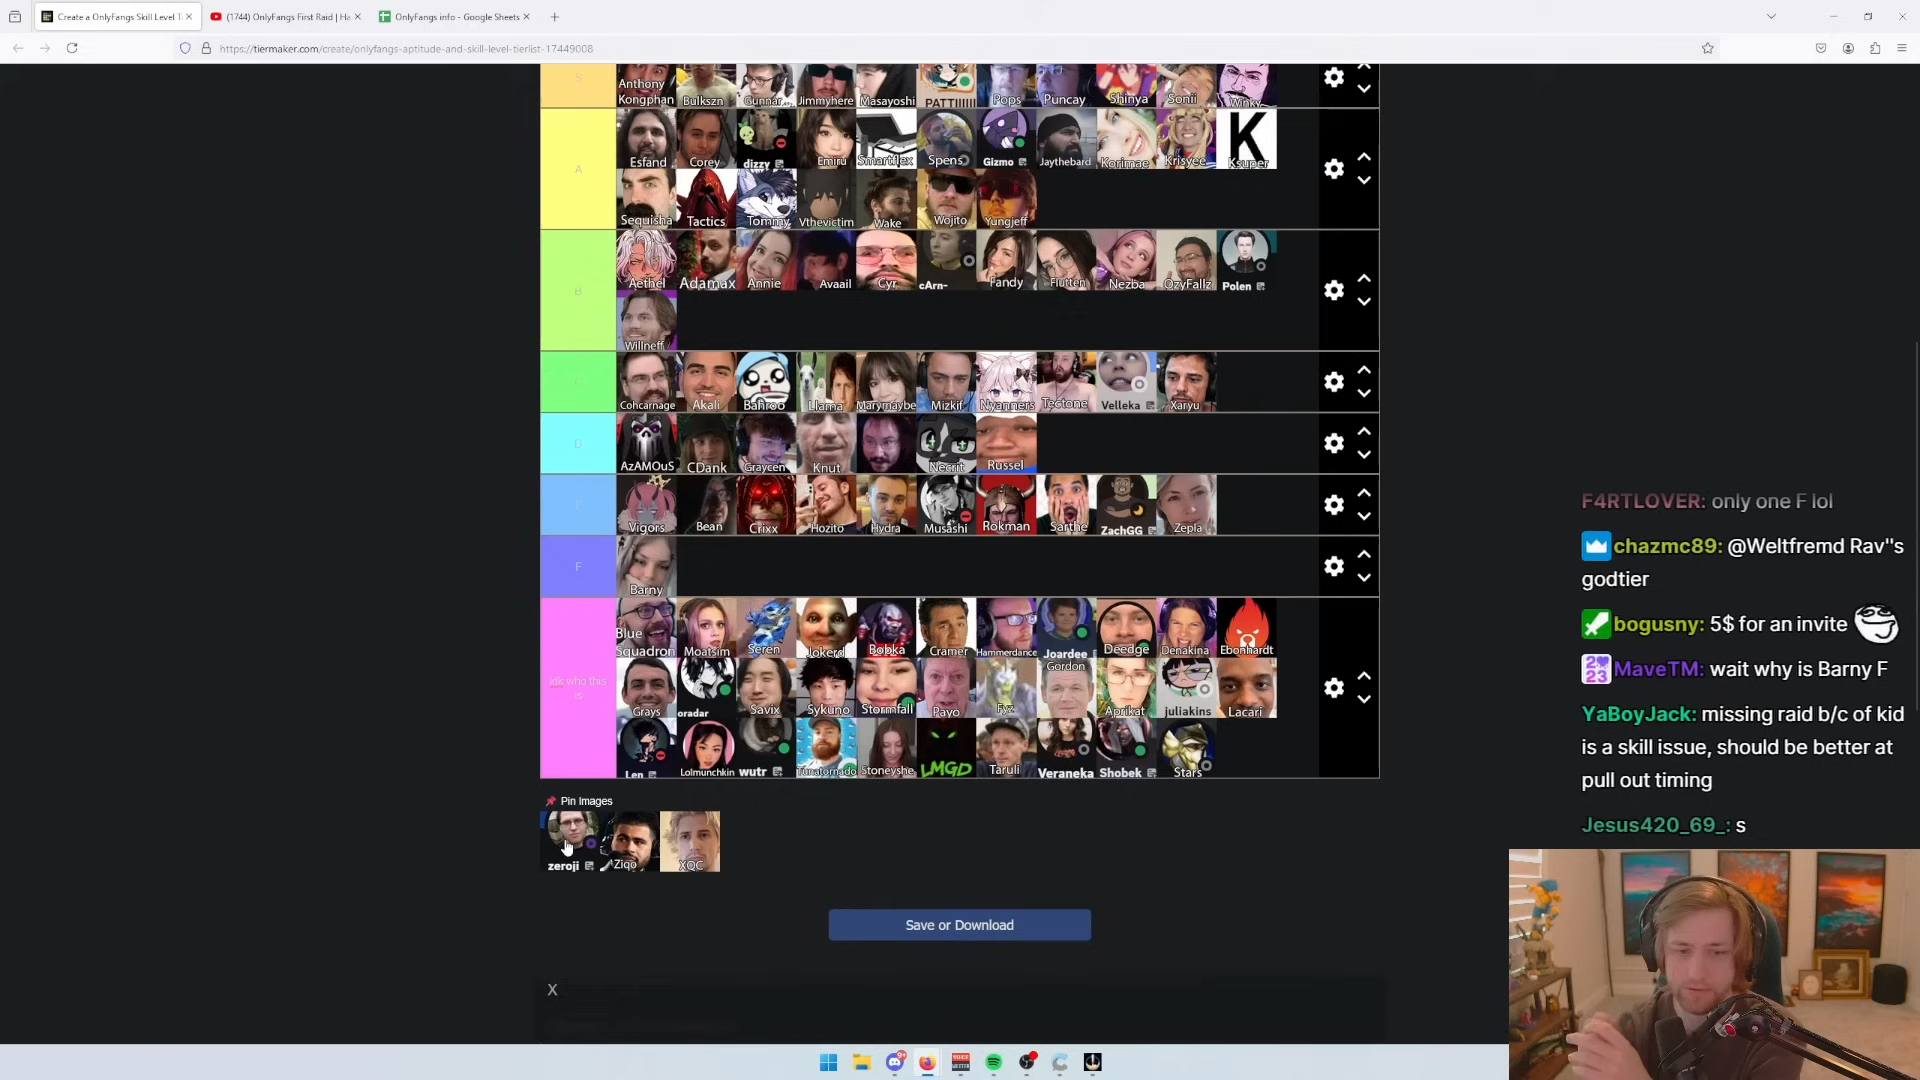 Create a OnlyFangs Skill Level T
(1744) OnlyFangs First Raid | Ha
OnlyFangs info - Google Sheets
https://tiermaker.com/create/onlyfangs-aptitude-and-skill-level-tierlist-17449008
S
Anthony Kongphan Bulkszn Gunnar Jimmyhere Masayoshi PATTIIIII Pops Puncay Shinya Sonii Winky
A
Esfand Corey dizzy Emiru Smartflex Spens Gizmo Jaythebard Korimae Krisyee K Ksuper
Sequisha Tactics Tommy Vthevictim Wake Wojito Yungjeff
B
Aethel Adamax Annie Avaail Cyr cArn- Fandy Flutten Nezba OzyFallz Polen
Willneff
C
Cohcarnage Akali Bahroo Llama Marymaybe Mizkif Nyanners Tectone Velleka Xaryu
D
AzAMOuS CDank Graycen Knut Necrit Russel
Vigors Bean Crixx Hozito Hydra Musashi Rokman Sarthe ZachGG Zepla
F
Barny
idk who this
is
Blue Squadron Moatsim Seren Jokerd Bobka Cramer Hammerdance Joardee Deedge Denakina Ebonhardt
Grays oradar Savix Sykuno Stormfall Payo Fyz Gordon Aprikat juliakins Lacari
Len Lolmunchkin wutr Tunatornado Stoneyshe LMGD Taruli Veraneka Shobek Stars
Pin Images
zeroji Ziqo XQC
Save or Download
X
F4RTLOVER: only one F lol
chazmc89: @Weltfremd Rav"s
godtier
bogusny: 5$ for an invite
2023 MaveTM: wait why is Barny F
YaBoyJack: missing raid b/c of kid
is a skill issue, should be better at
pull out timing
Jesus420_69_: s
9+